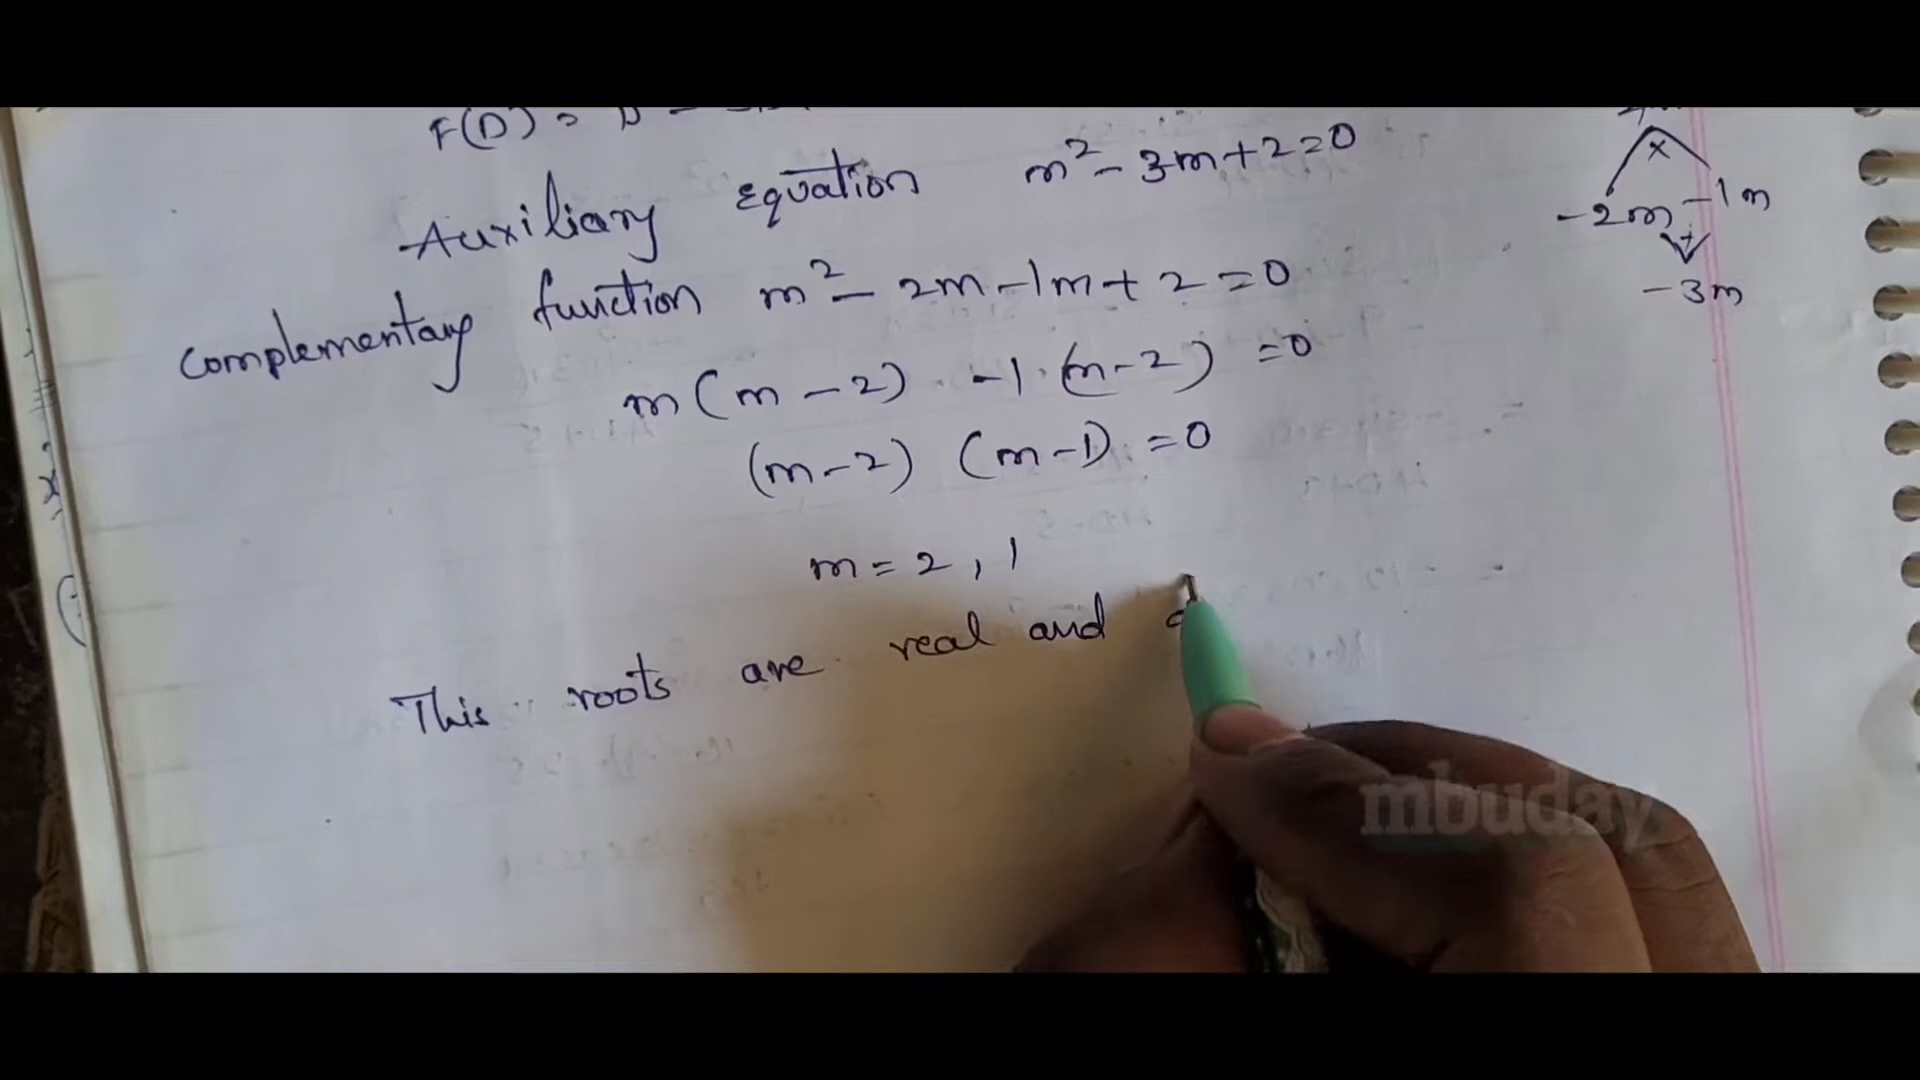 F(D) =
Auxiliary Equation m² - 3m + 2 = 0
complementary function m² - 2m - 1m + 2 = 0
m(m - 2) - 1 (m - 2) = 0
(m - 2) (m - 1) = 0
m = 2, 1
This roots are real and
×
-2m -1m
+
-3m
mbuday